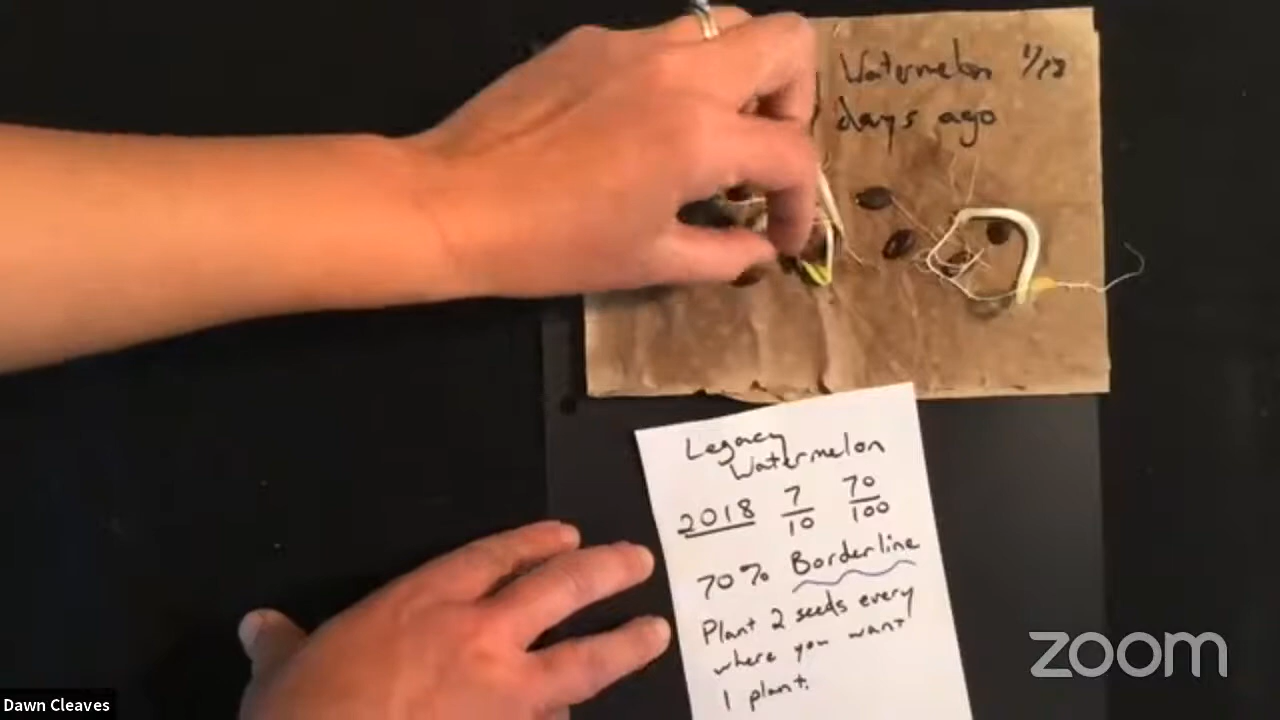 Watermelon 1/18
days ago
Legacy
Watermelon
2018 7/10 70/100
70% Borderline
Plant 2 seeds every
where you want
1 plant.
zoom
Dawn Cleaves